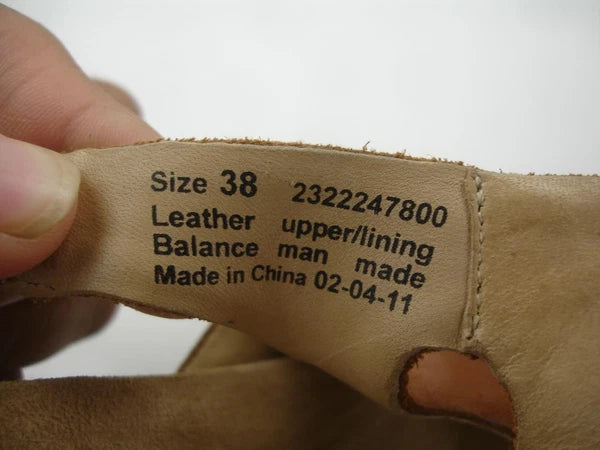 Size 38 2322247800
Leather upper/lining
Balance man made
Made in China 02-04-11